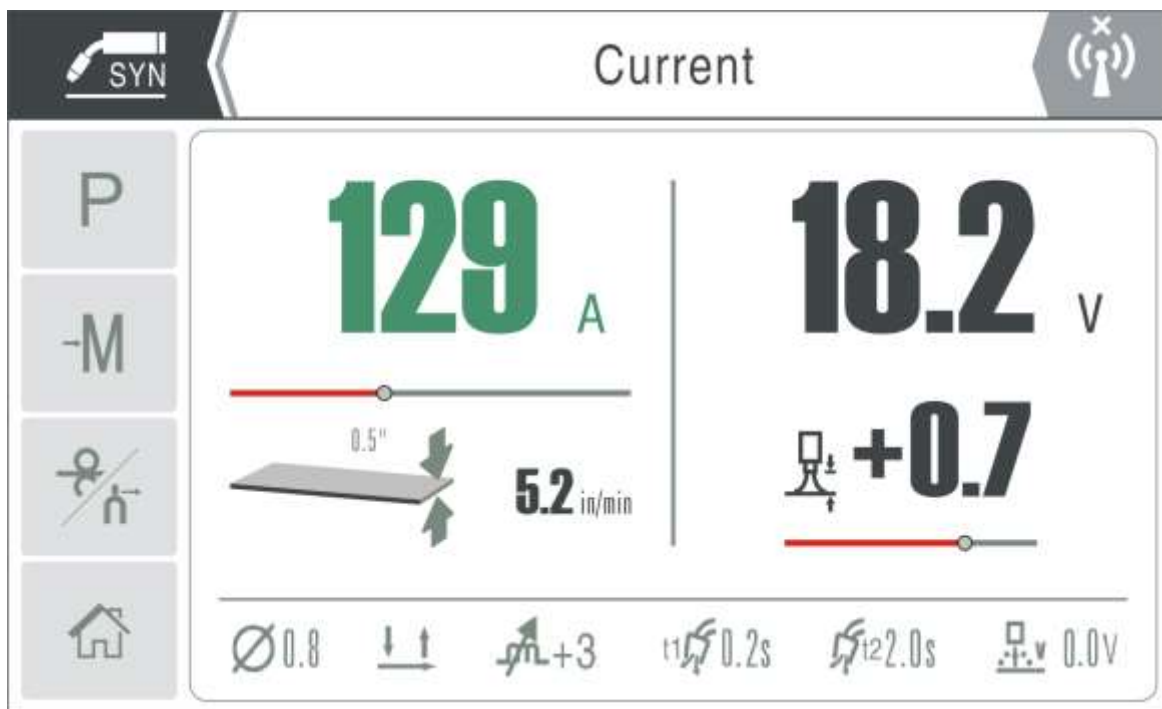 SYN
Current
P
M
129 A
18.2 V
0.5"
5.2 in/min
+0.7
0.8
+3
t1 0.2s
t2 2.0s
V 0.0V